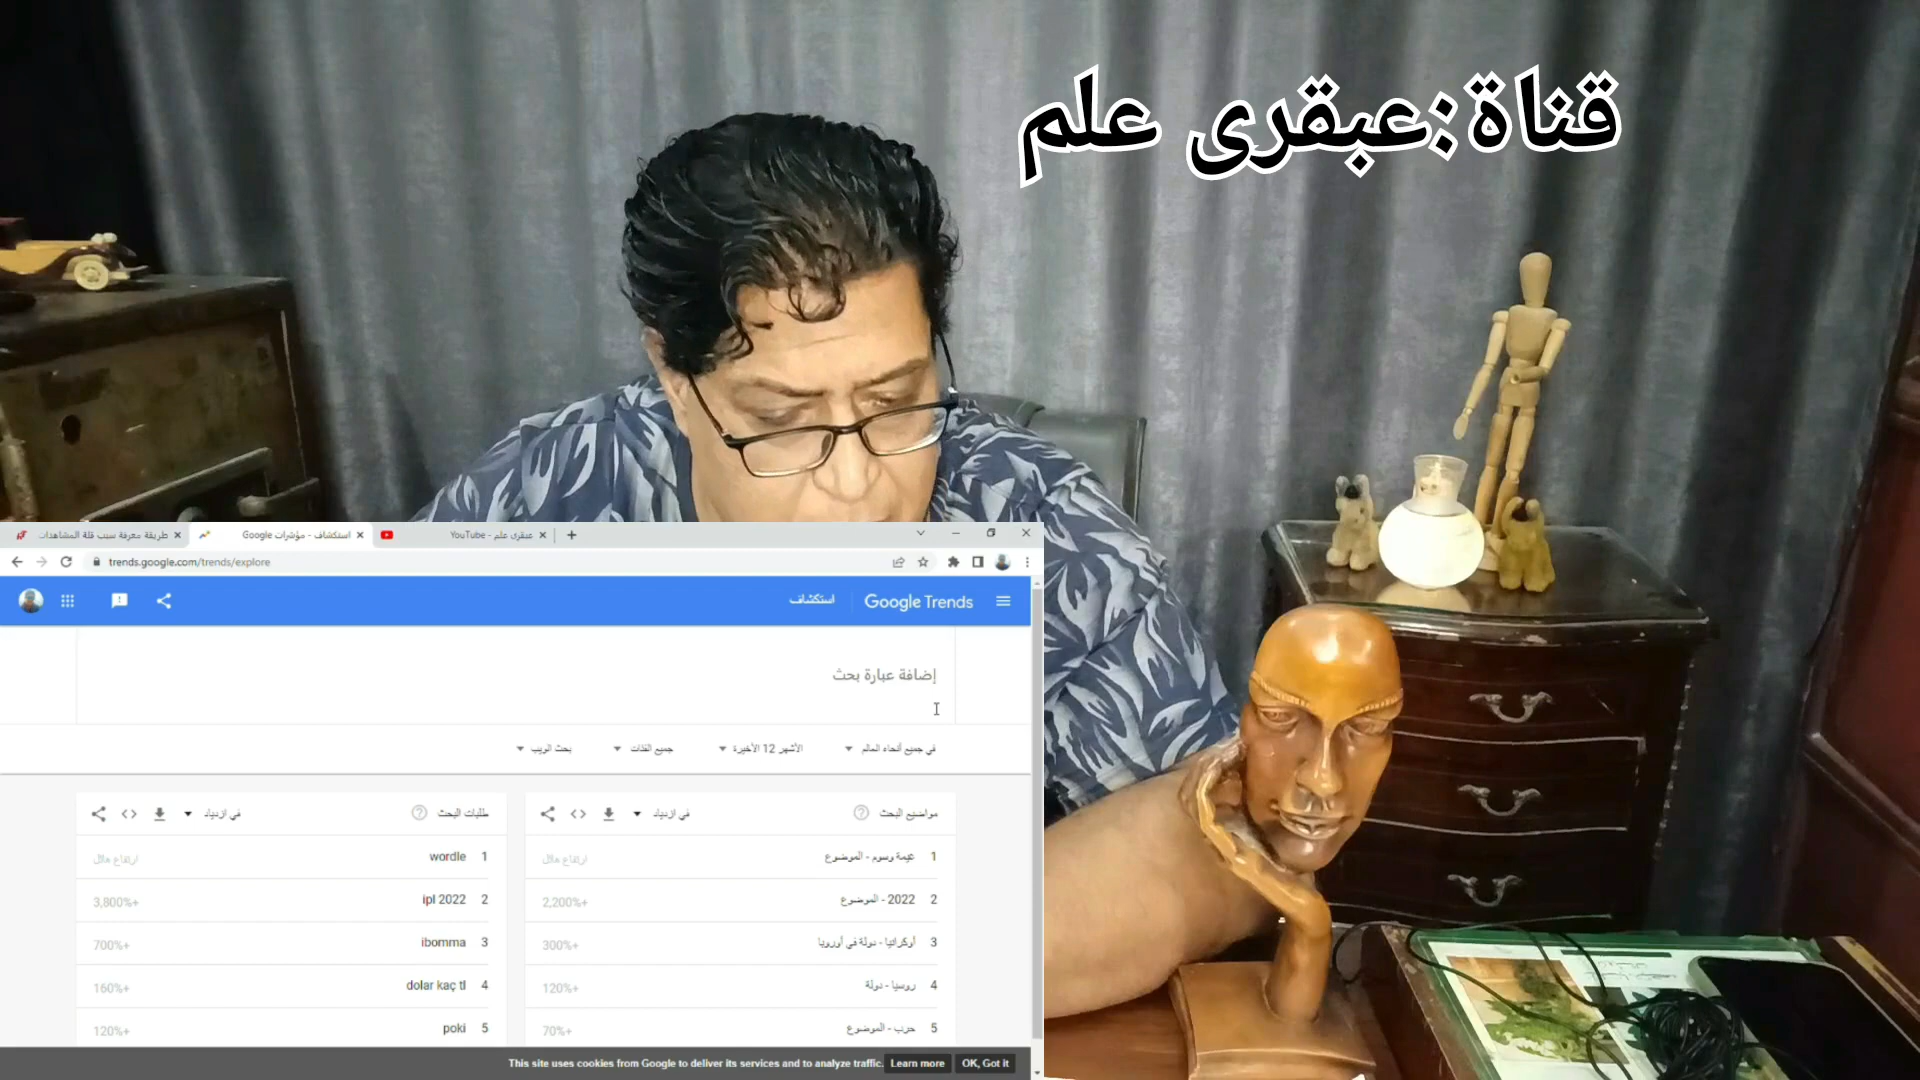 قناة:عبقرى علم
طريقة معرفة سبب قلة المشاهدات
استكشاف - مؤشرات Google
عبقرى علم - YouTube
trends.google.com/trends/explore
Google Trends
استكشاف
إضافة عبارة بحث
في جميع أنحاء العالم
الأشهر 12 الأخيرة
جميع الفئات
بحث الويب
مواضيع البحث
في ازدياد
1 غيمة وسوم - الموضوع ارتفاع هائل
2 2022 - الموضوع 2,200%+
3 أوكرانيا - دولة في أوروبا 300%+
4 روسيا - دولة 120%+
5 حرب - الموضوع 70%+
طلبات البحث
في ازدياد
1 wordle ارتفاع هائل
2 ipl 2022 3,800%+
3 ibomma 700%+
4 dolar kaç tl 160%+
5 poki 120%+
This site uses cookies from Google to deliver its services and to analyze traffic. Learn more OK, Got it